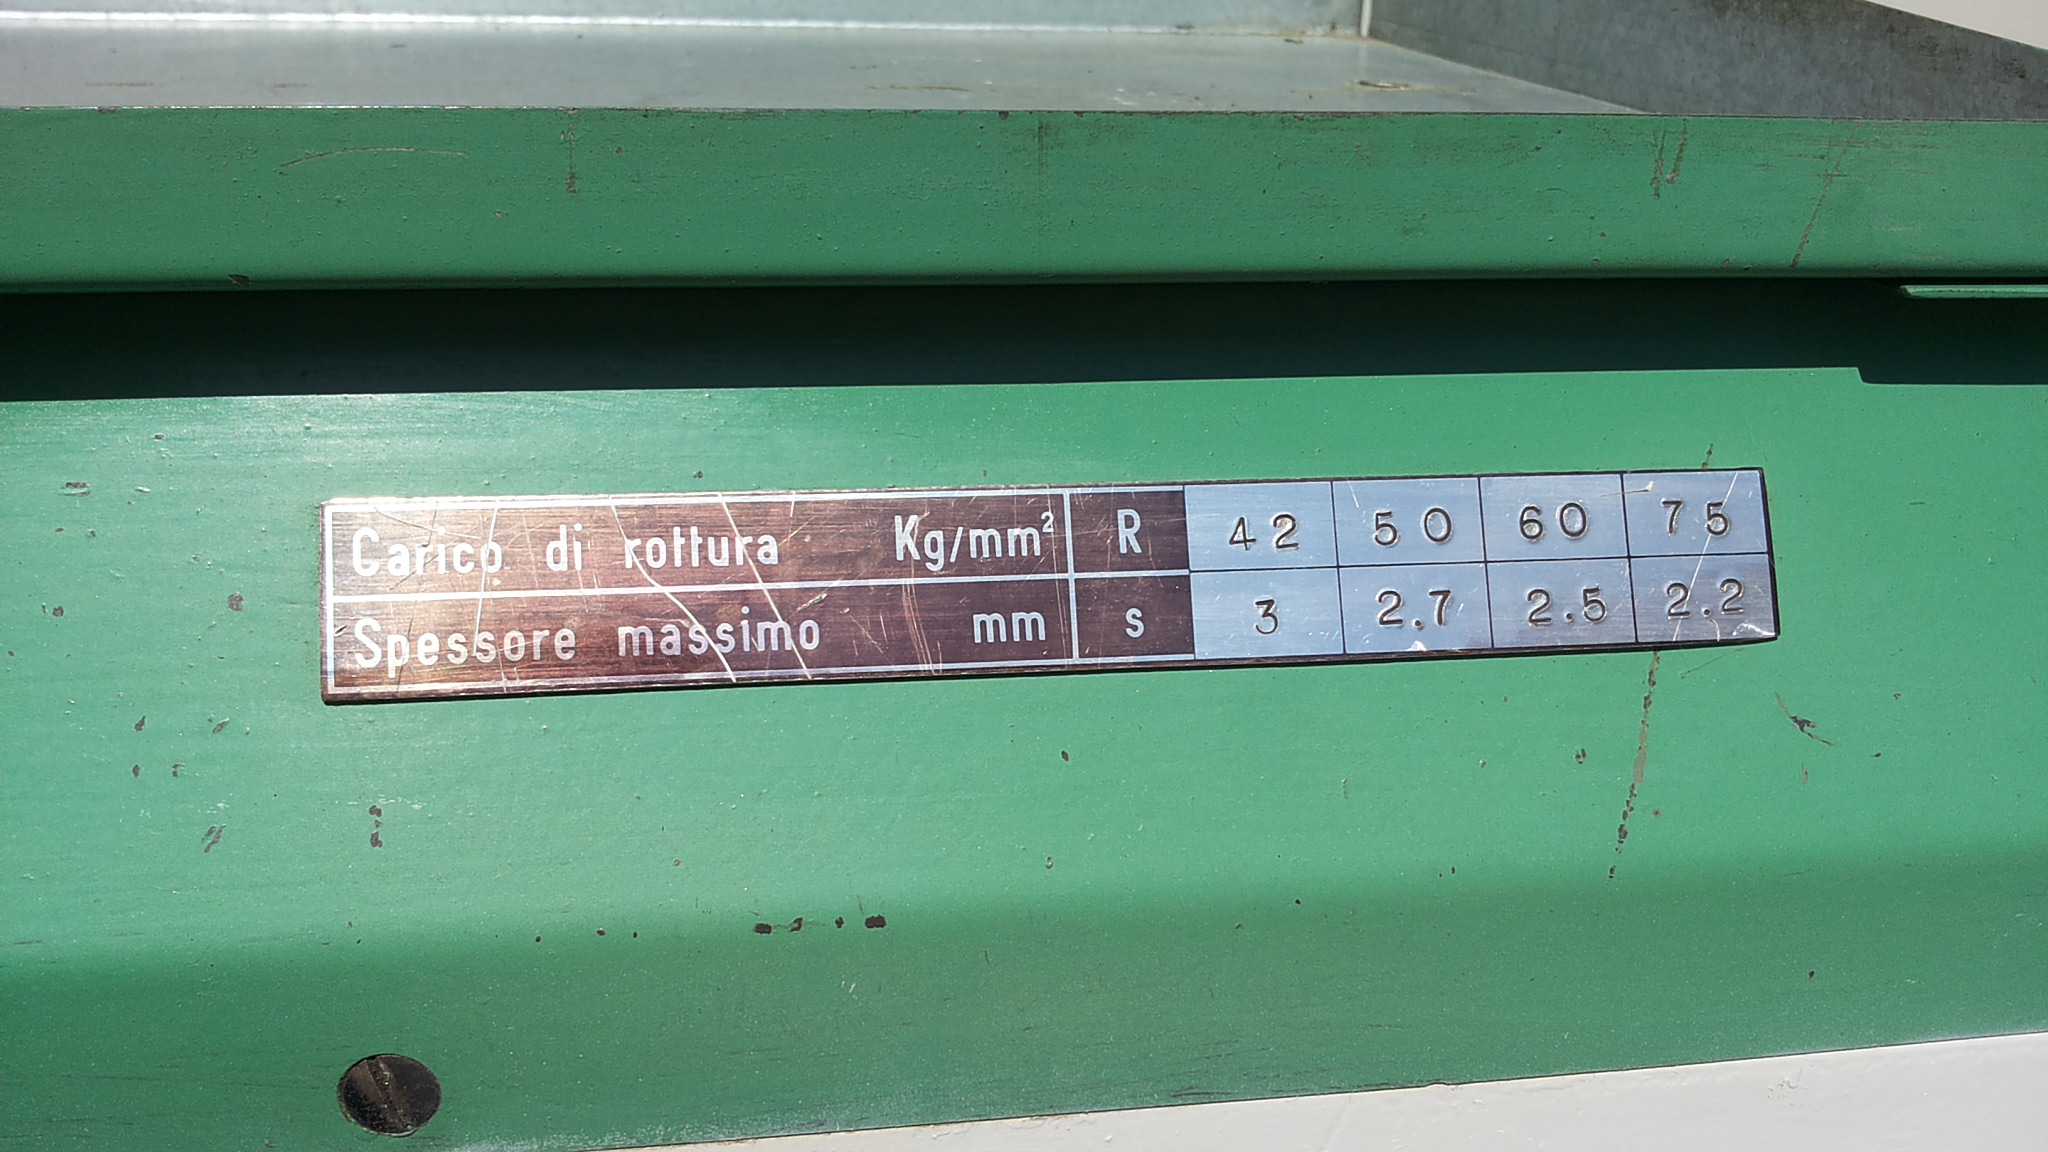 Carico di rottura Kg/mm² R 42 50 60 75
Spessore massimo mm s 3 2.7 2.5 2.2